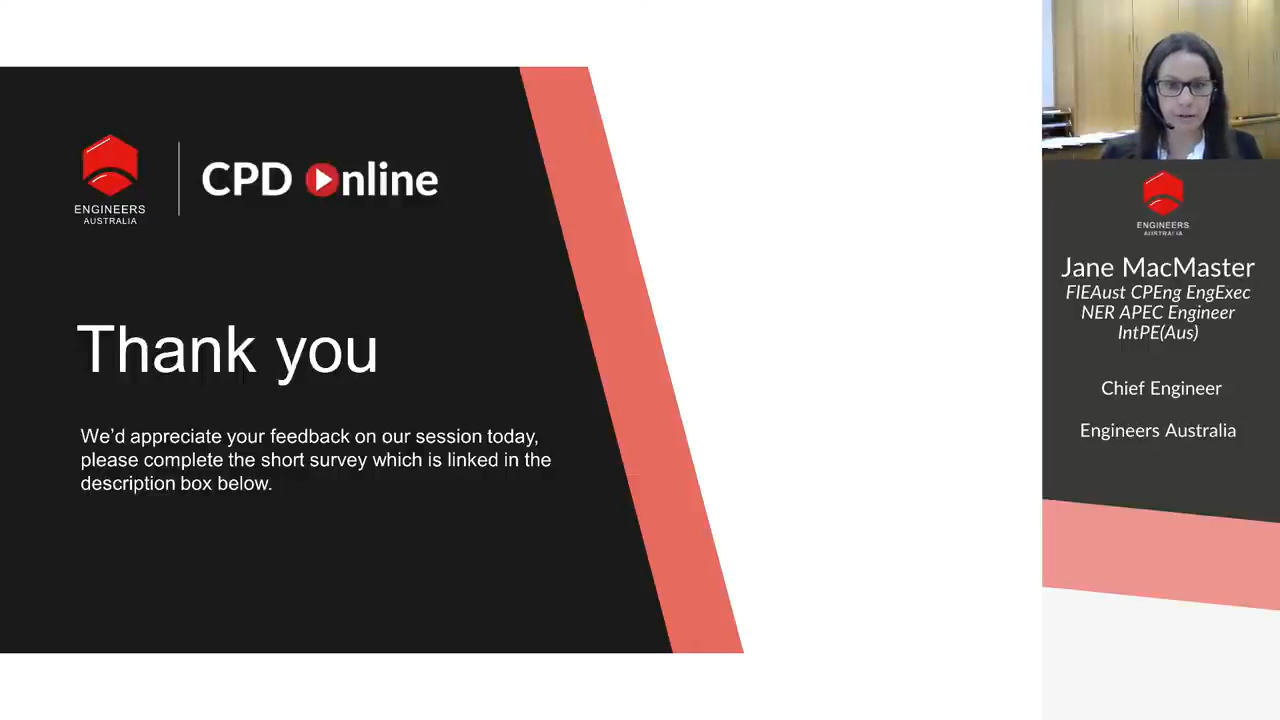 ENGINEERS
AUSTRALIA
CPD Online
Thank you
We'd appreciate your feedback on our session today,
please complete the short survey which is linked in the
description box below.
ENGINEERS
AUSTRALIA
Jane MacMaster
FIEAust CPEng EngExec
NER APEC Engineer
IntPE(Aus)
Chief Engineer
Engineers Australia